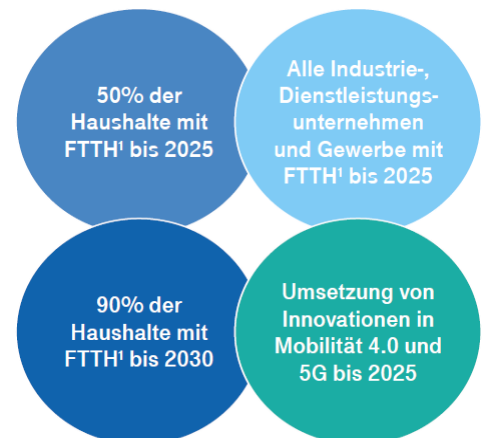 50% der
Haushalte mit
FTTH¹ bis 2025
Alle Industrie-,
Dienstleistungs-
unternehmen
und Gewerbe mit
FTTH¹ bis 2025
90% der
Haushalte mit
FTTH¹ bis 2030
Umsetzung von
Innovationen in
Mobilität 4.0 und
5G bis 2025